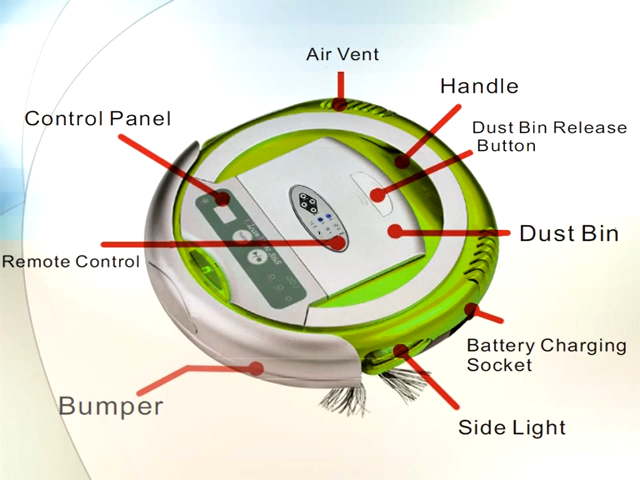 Air Vent
Handle
Control Panel
Dust Bin Release
Button
Dust Bin
Remote Control
Battery Charging
Socket
Bumper
Side Light